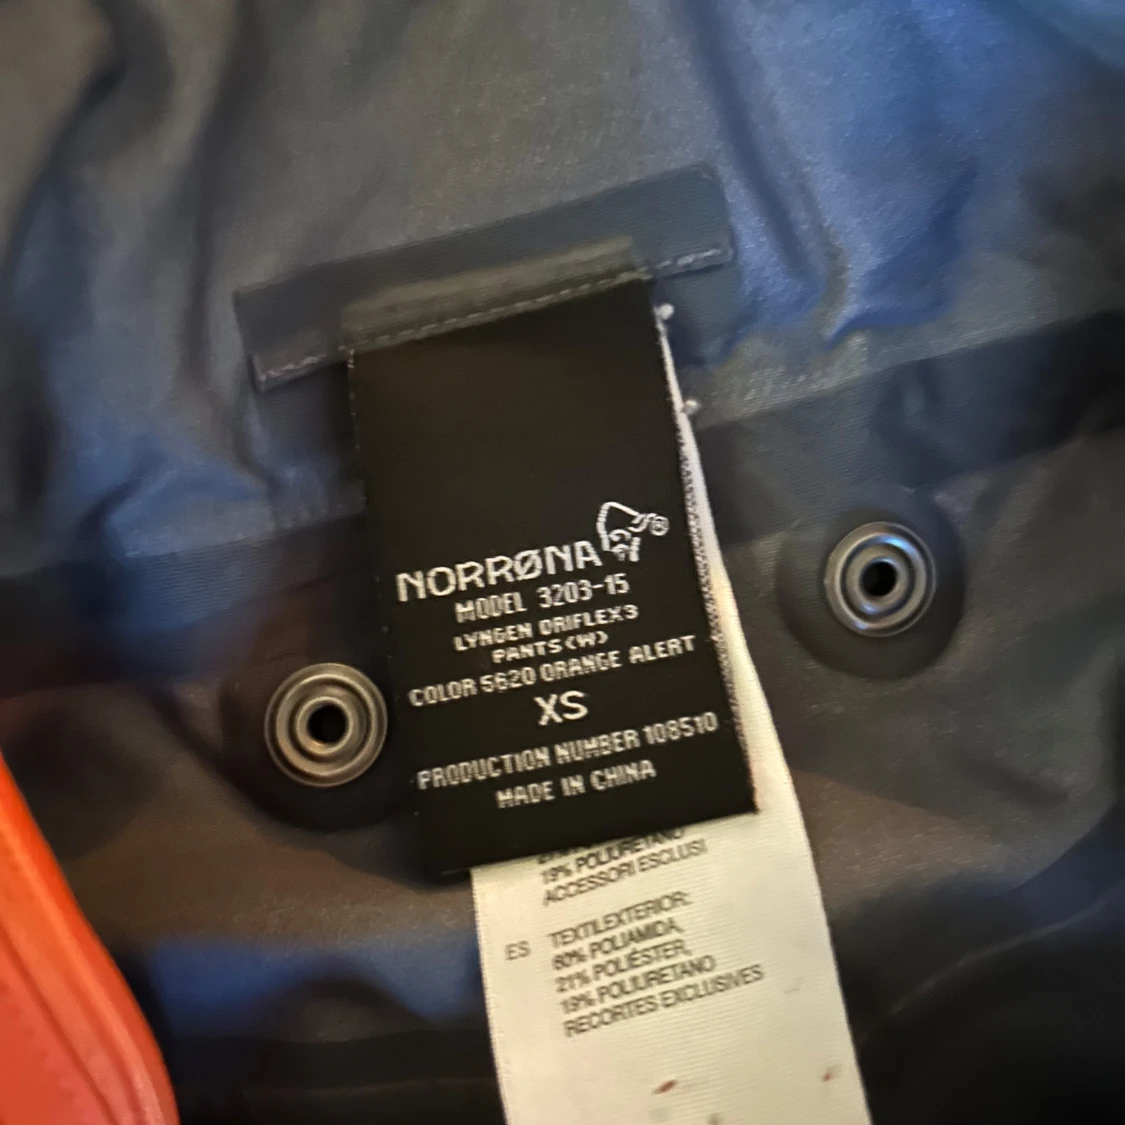 NORRØNA®
MODEL 3203-15
LYNGEN DRIFLEX3
PANTS(W)
COLOR 5620 ORANGE ALERT
XS
PRODUCTION NUMBER 108510
MADE IN CHINA
19% POLIURETANO
ACCESSORI ESCLUSI
ES TEXTILEXTERIOR:
60% POLIAMIDA,
21% POLIÉSTER,
19% POLIURETANO
RECORTES EXCLUSIVES